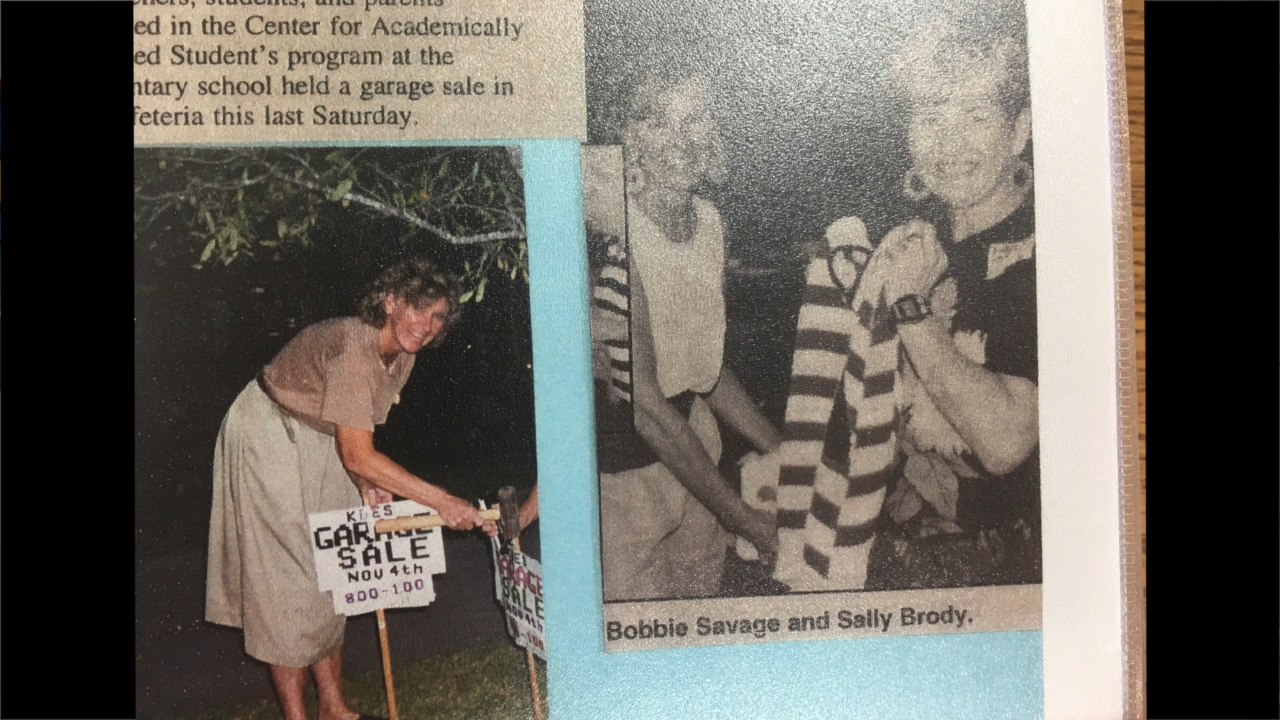 ed in the Center for Academically
ed Student's program at the
ntary school held a garage sale in
feteria this last Saturday.
GARAGE
SALE
NOV 4th
800-100
SALE
Bobbie Savage and Sally Brody.